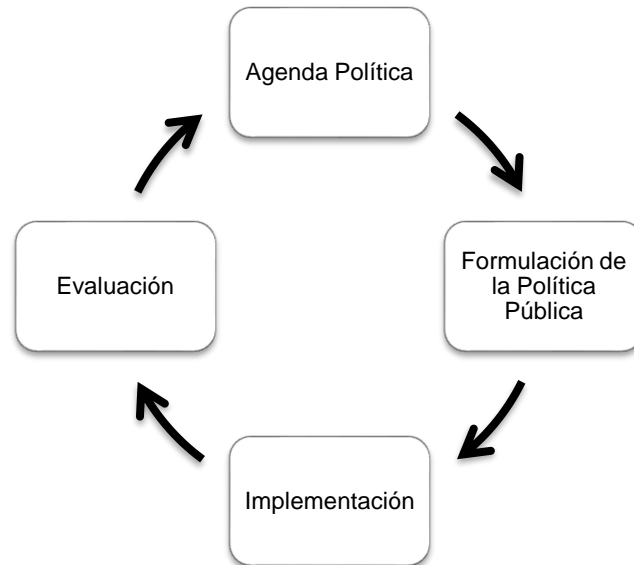 Agenda Política
Formulación de
la Política
Pública
Evaluación
Implementación